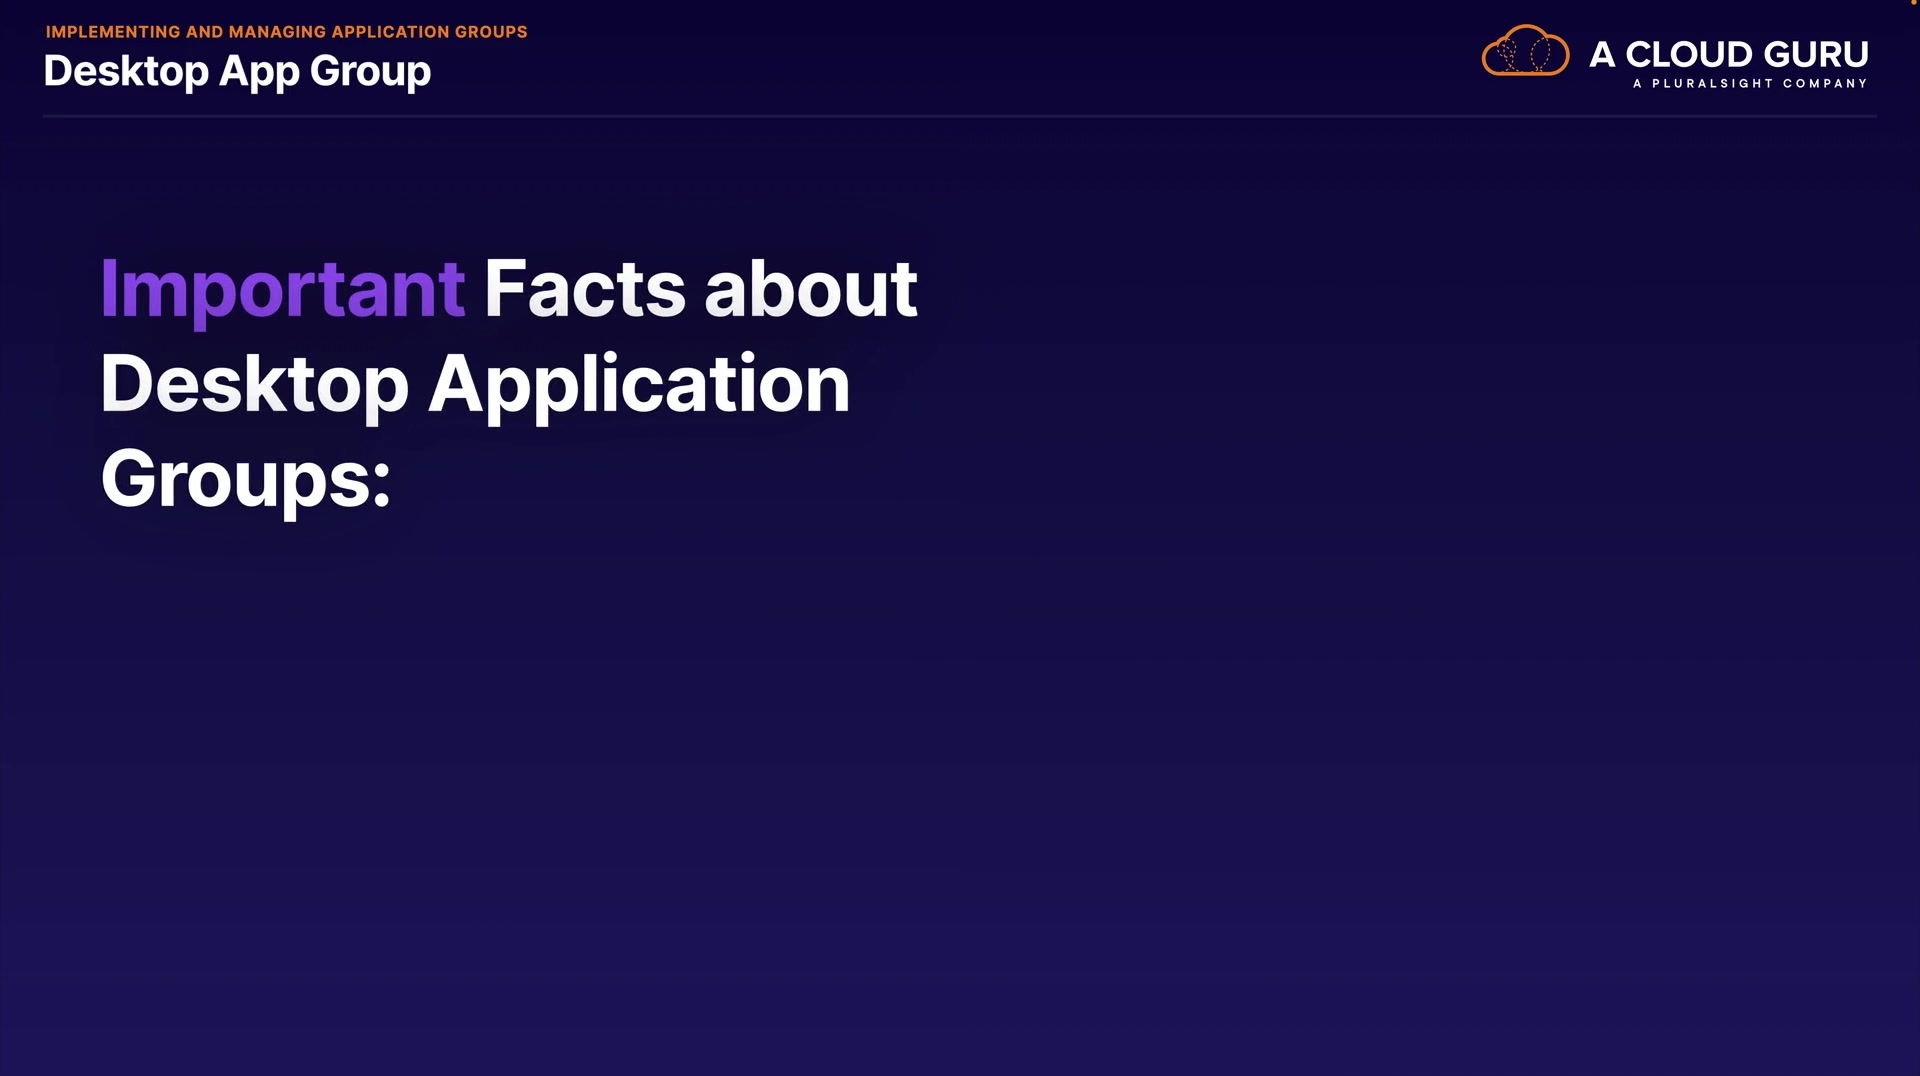 IMPLEMENTING AND MANAGING APPLICATION GROUPS
Desktop App Group
A CLOUD GURU
A PLURALSIGHT COMPANY
Important Facts about
Desktop Application
Groups: